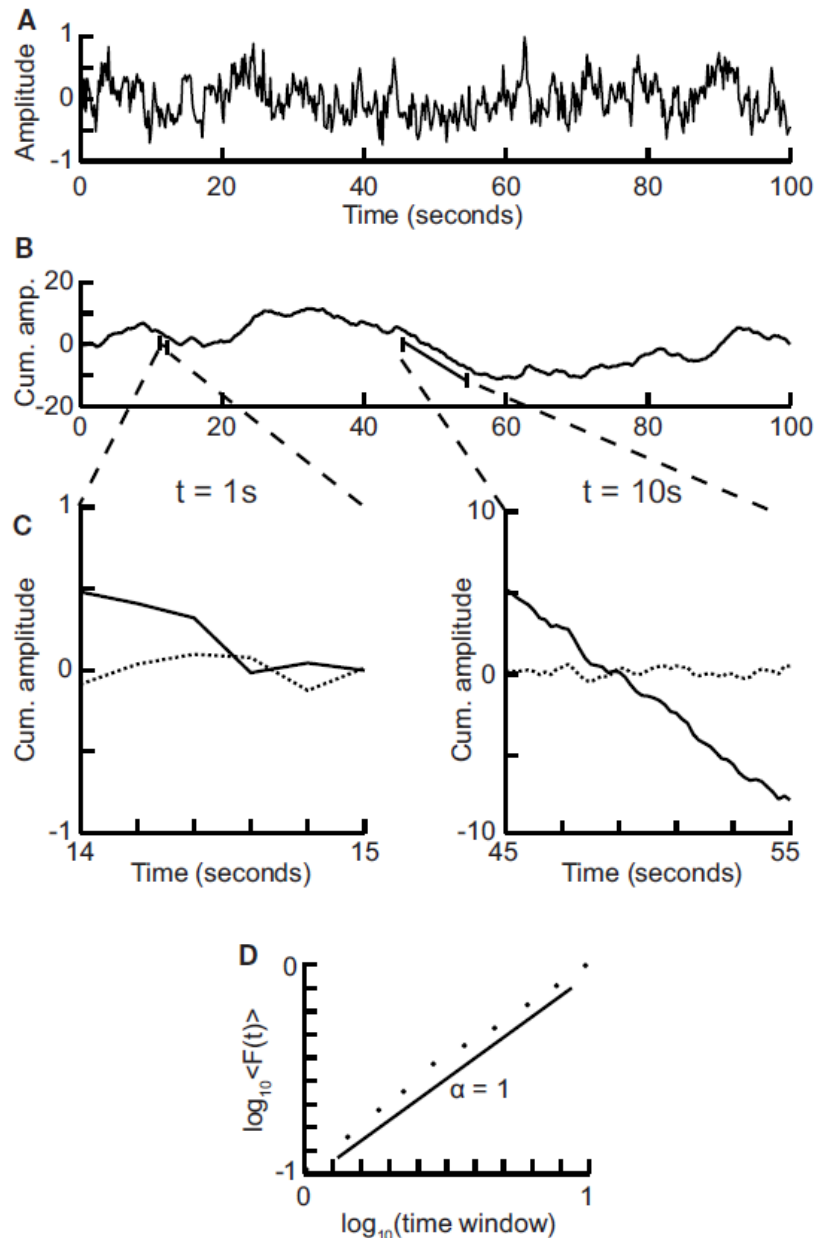 A
Amplitude
1
0
-1
0 20 40 60 80 100
Time (seconds)
B
Cum. amp.
20
0
-20
0 20 40 60 80 100
t = 1s
t = 10s
C
Cum. amplitude
1
0
-1
14 15
Time (seconds)
Cum. amplitude
10
0
-10
45 55
Time (seconds)
D
log10 <F(t)>
0
-1
α = 1
0 1
log10(time window)